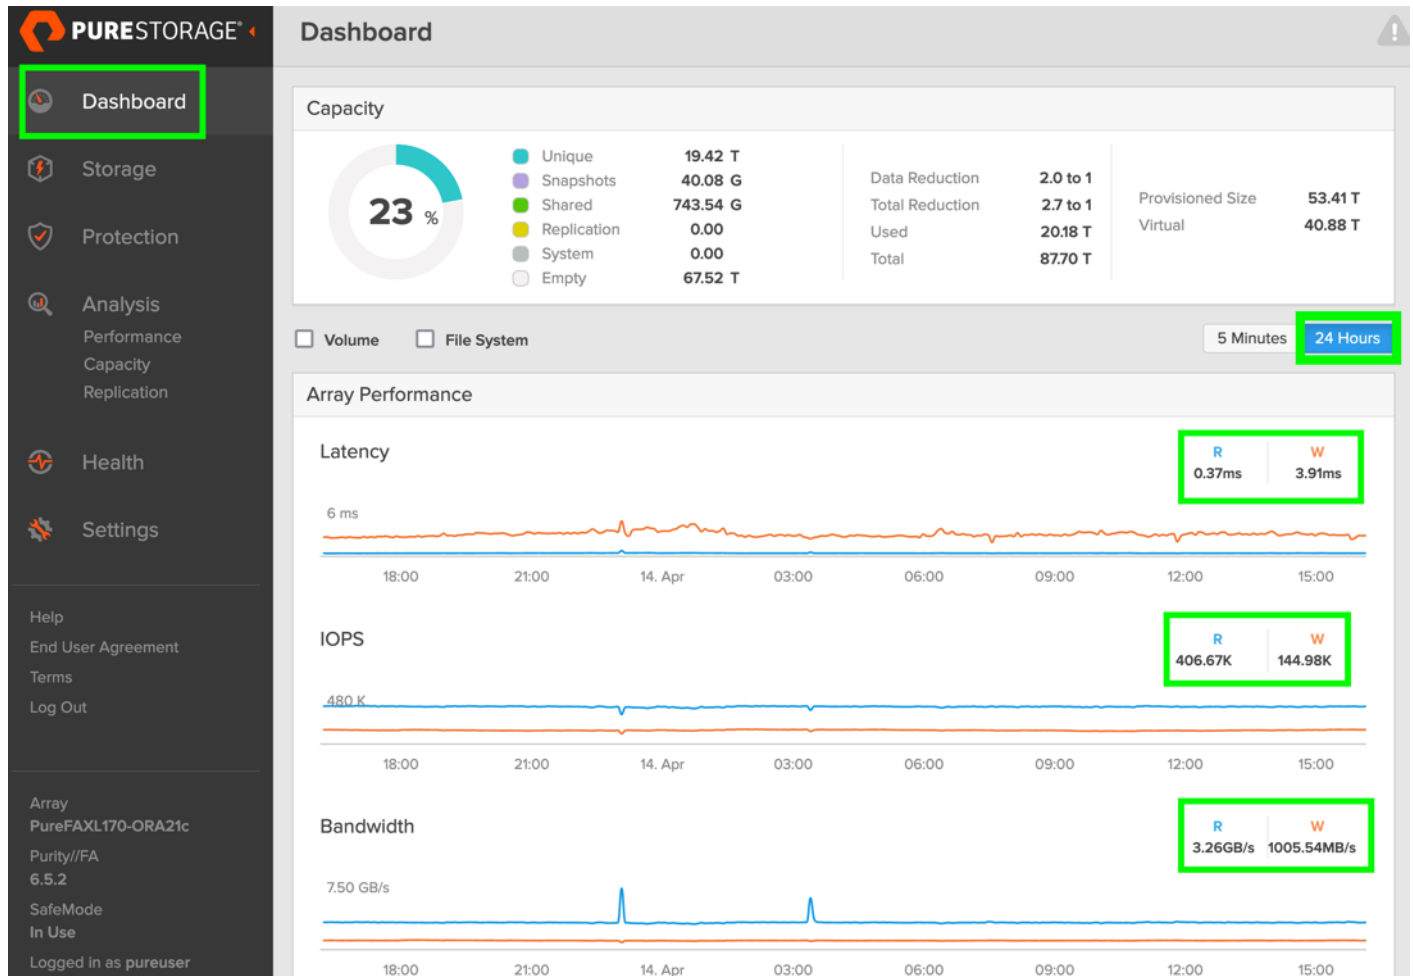 PURESTORAGE®
Dashboard
Storage
Protection
Analysis
Performance
Capacity
Replication
Health
Settings
Help
End User Agreement
Terms
Log Out
Array
PureFAXL170-ORA21c
Purity//FA
6.5.2
SafeMode
In Use
Logged in as pureuser
Dashboard
Capacity
23 %
Unique 19.42 T
Snapshots 40.08 G
Shared 743.54 G
Replication 0.00
System 0.00
Empty 67.52 T
Data Reduction 2.0 to 1
Total Reduction 2.7 to 1
Used 20.18 T
Total 87.70 T
Provisioned Size 53.41 T
Virtual 40.88 T
Volume File System 5 Minutes 24 Hours
Array Performance
Latency
R W
0.37ms 3.91ms
6 ms
18:00 21:00 14. Apr 03:00 06:00 09:00 12:00 15:00
IOPS
R W
406.67K 144.98K
480 K
18:00 21:00 14. Apr 03:00 06:00 09:00 12:00 15:00
Bandwidth
R W
3.26GB/s 1005.54MB/s
7.50 GB/s
18:00 21:00 14. Apr 03:00 06:00 09:00 12:00 15:00